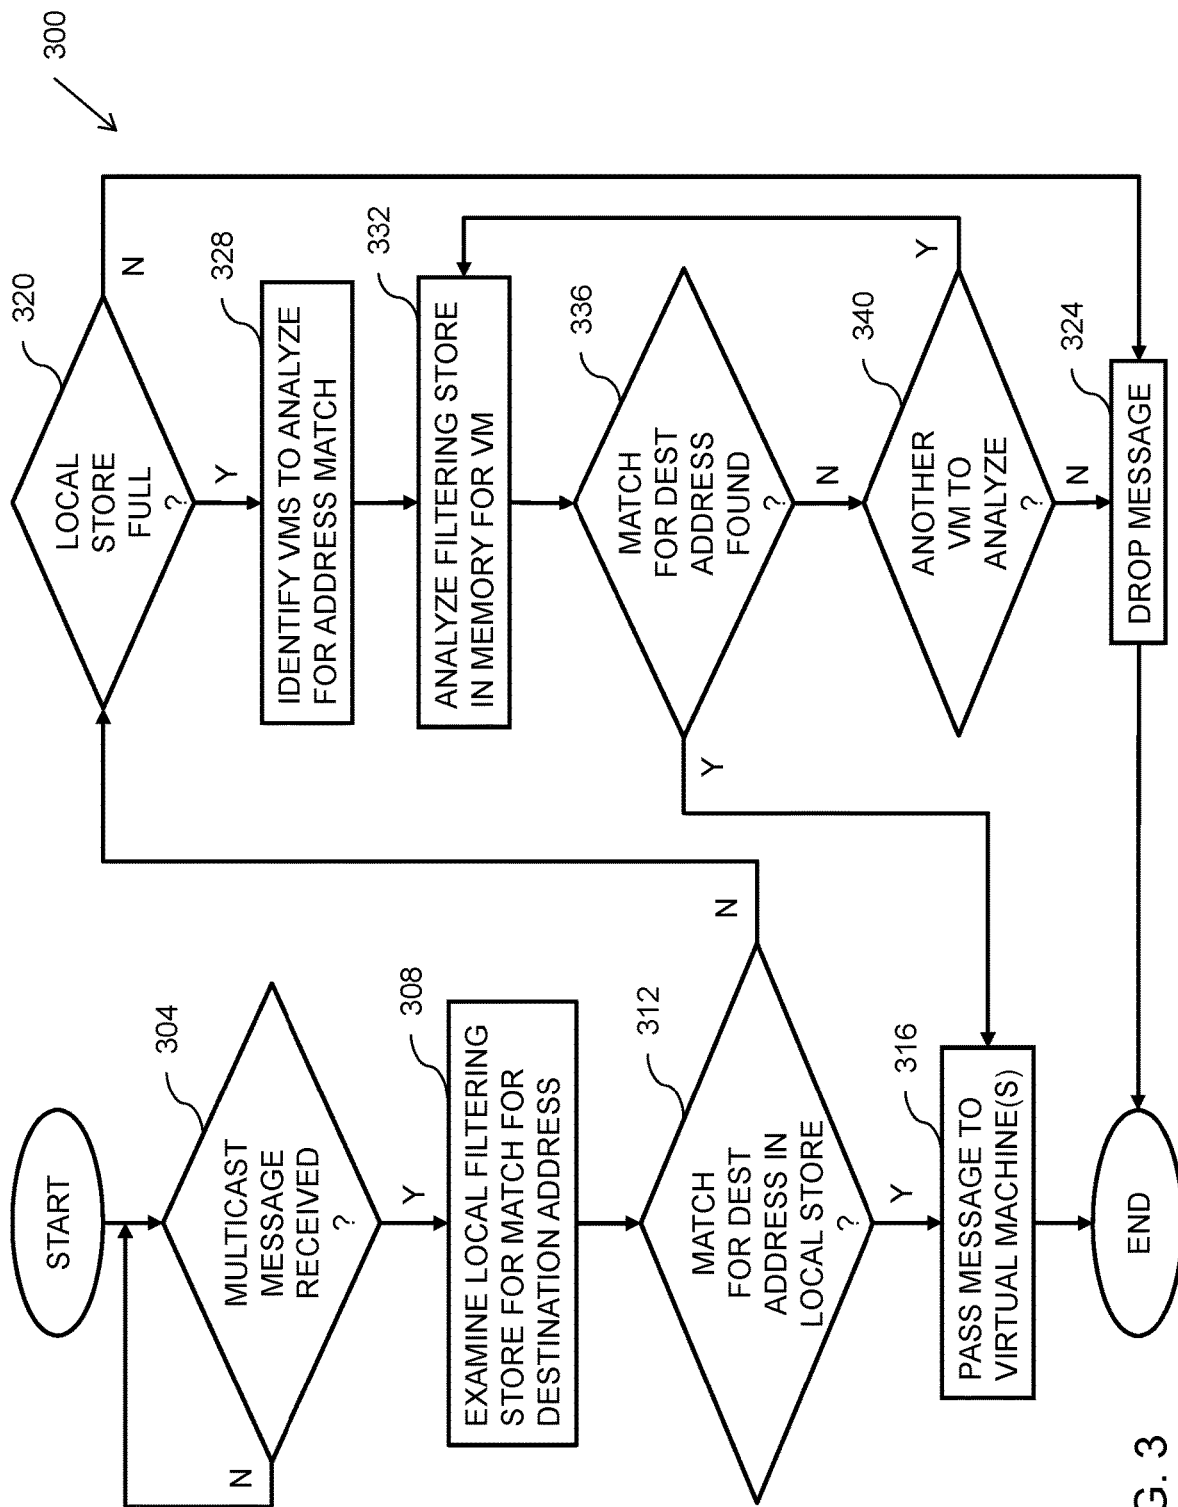 300
START
304
MULTICAST
MESSAGE
RECEIVED
?
N
Y
308
EXAMINE LOCAL FILTERING
STORE FOR MATCH FOR
DESTINATION ADDRESS
312
MATCH
FOR DEST
ADDRESS IN
LOCAL STORE
?
N
Y
316
PASS MESSAGE TO
VIRTUAL MACHINE(S)
END
320
LOCAL
STORE
FULL
?
N
Y
328
IDENTIFY VMS TO ANALYZE
FOR ADDRESS MATCH
332
ANALYZE FILTERING STORE
IN MEMORY FOR VM
336
MATCH
FOR DEST
ADDRESS
FOUND
?
Y
N
340
ANOTHER
VM TO
ANALYZE
?
Y
N
324
DROP MESSAGE
G. 3